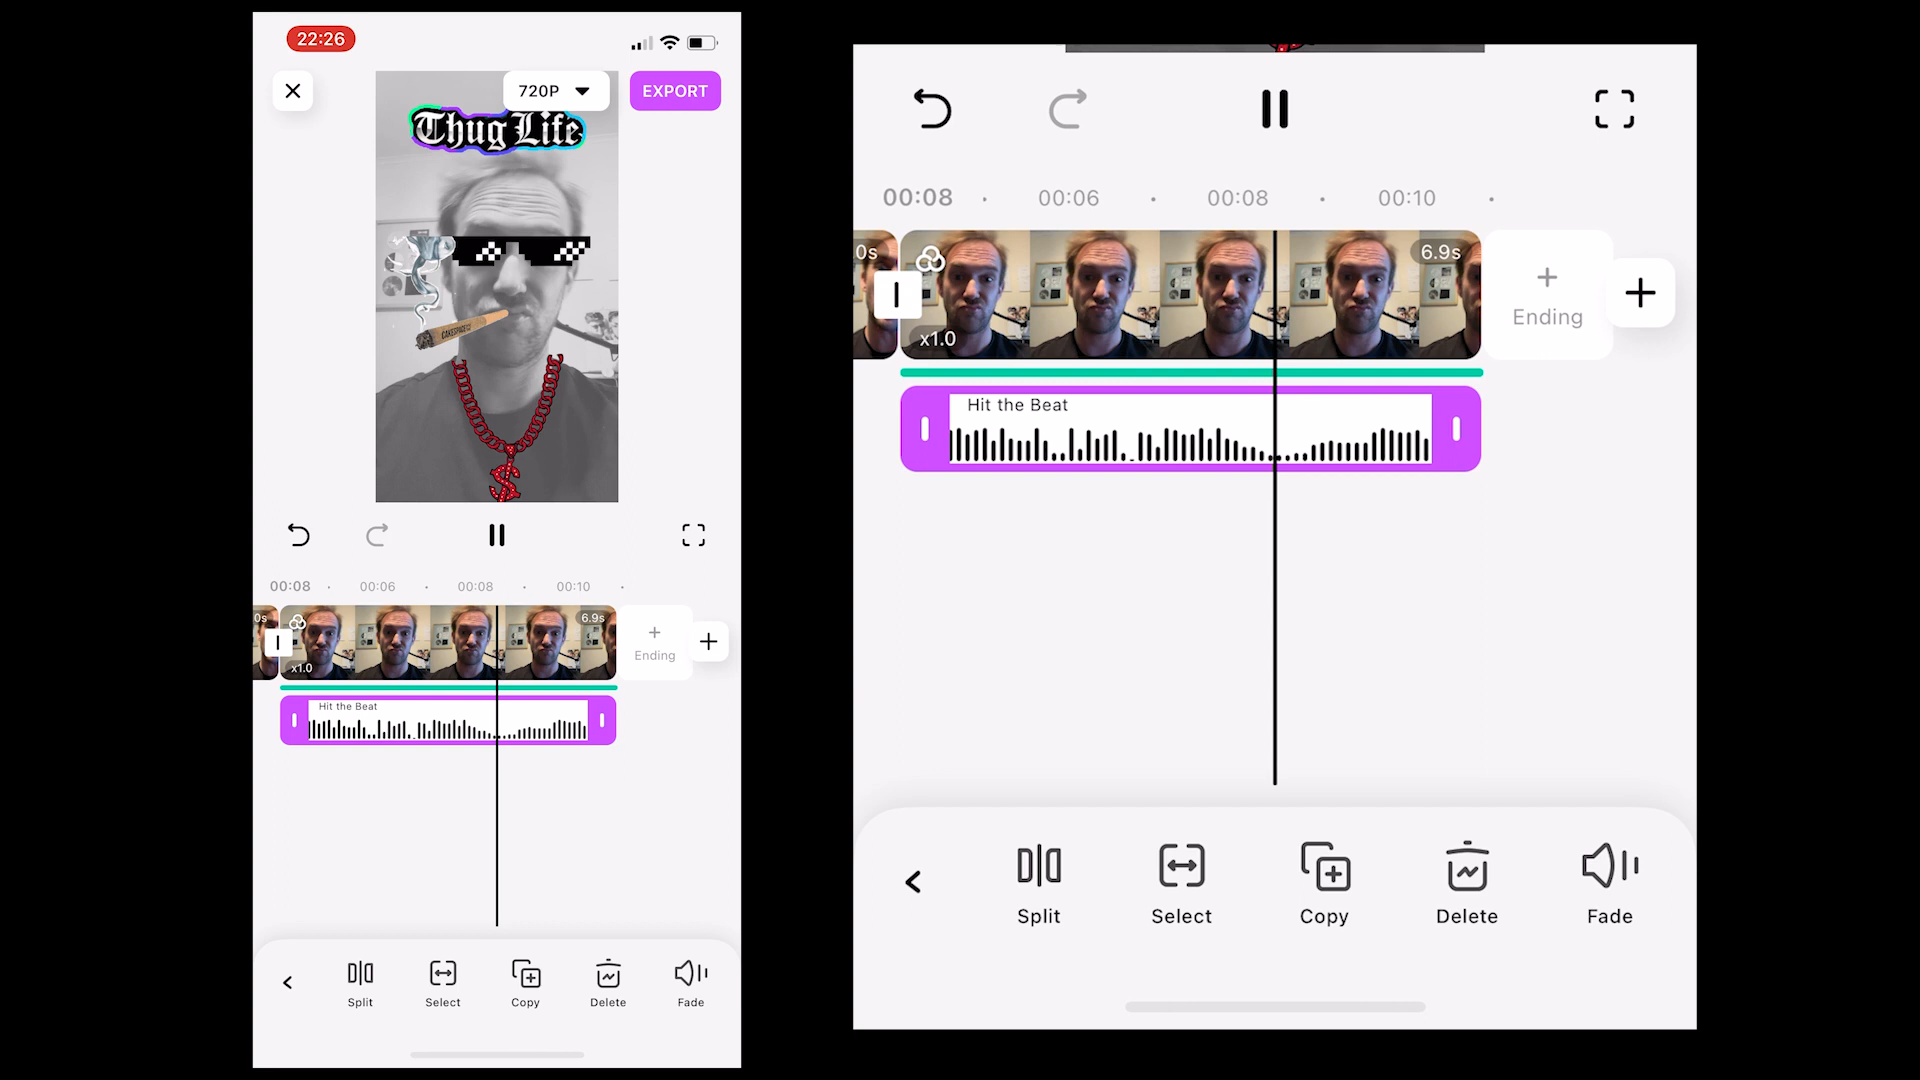 22:26
720P
EXPORT
Thug Life
CAKESPACECO
00:08
00:06
00:08
00:10
0s
6.9s
x1.0
+
Ending
+
Hit the Beat
Split
Select
Copy
Delete
Fade
00:08
00:06
00:08
00:10
0s
6.9s
x1.0
+
Ending
+
Hit the Beat
Split
Select
Copy
Delete
Fade